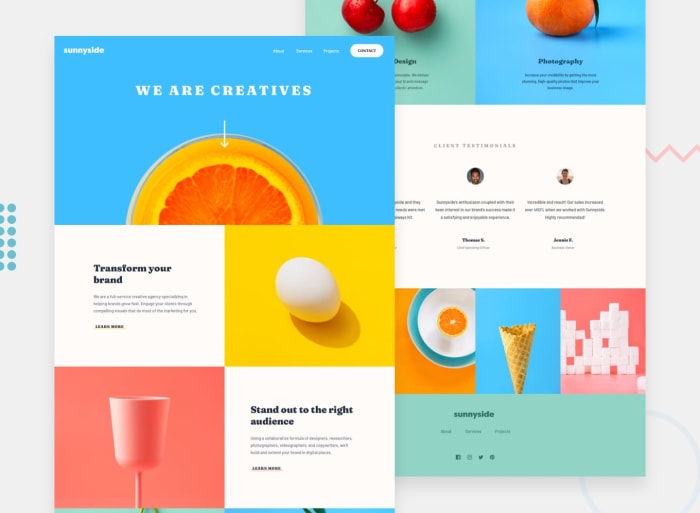 sunnyside
About Services Projects CONTACT
WE ARE CREATIVES
Transform your
brand
We are a full-service creative agency specializing in
helping brands grow fast. Engage your clients through
compelling visuals that do most of the marketing for you.
LEARN MORE
Stand out to the right
audience
Using a collaborative formula of designers, researchers,
photographers, videographers, and copywriters, we'll
build and extend your brand in digital places.
LEARN MORE
Design
Photography
Increase your credibility by getting the most
stunning, high-quality photos that improve your
business image.
CLIENT TESTIMONIALS
Sunnyside's enthusiasm coupled with their
keen interest in our brand's success made it
a satisfying and enjoyable experience.
Thomas S.
Chief Operating Officer
Incredible end result! Our sales increased
over 400% when we worked with Sunnyside.
Highly recommended!
Jennie F.
Business Owner
sunnyside
About Services Projects